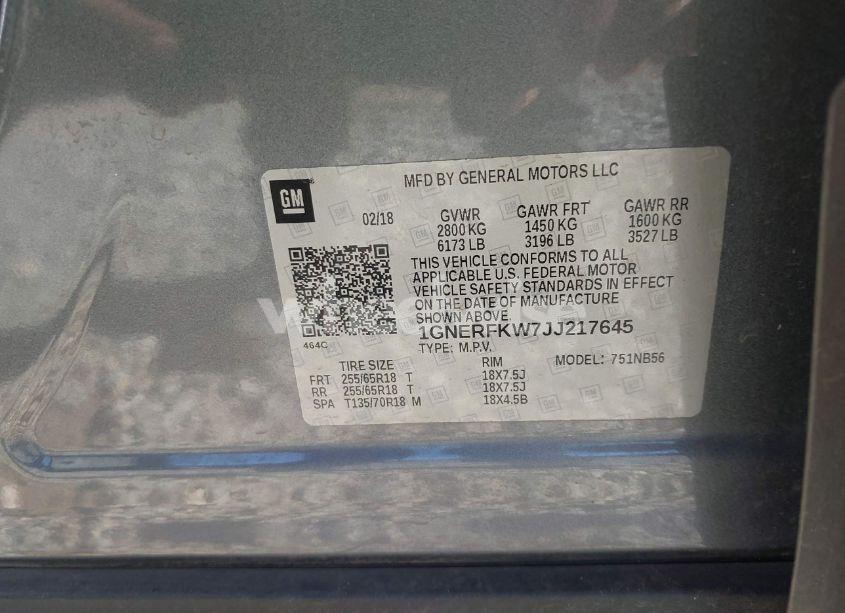 GM
MFD BY GENERAL MOTORS LLC
02/18
GVWR GAWR FRT GAWR RR
2800 KG 1450 KG 1600 KG
6173 LB 3196 LB 3527 LB
THIS VEHICLE CONFORMS TO ALL
APPLICABLE U.S. FEDERAL MOTOR
VEHICLE SAFETY STANDARDS IN EFFECT
ON THE DATE OF MANUFACTURE
SHOWN ABOVE.
1GNERFKW7JJ217645
TYPE: M.P.V. MODEL: 751NB56
464C
TIRE SIZE RIM
FRT 255/65R18 T 18X7.5J
RR 255/65R18 T 18X7.5J
SPA T135/70R18 M 18X4.5B